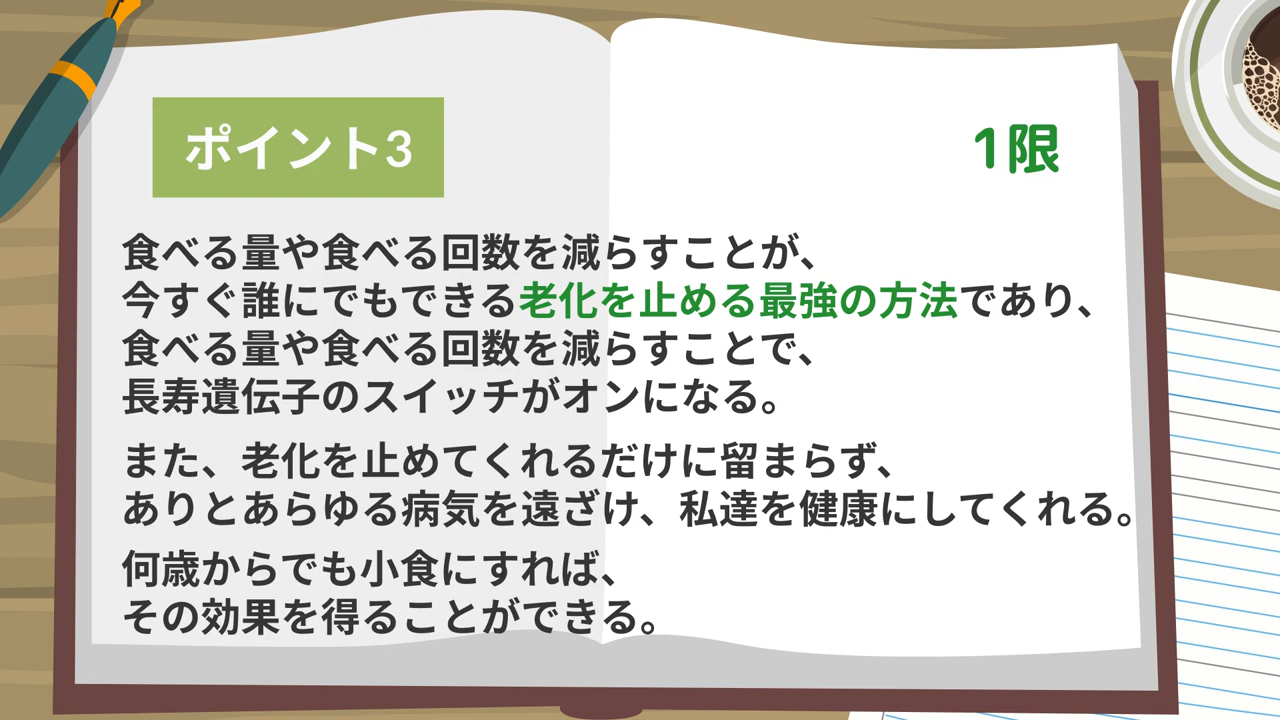 ポイント3
1限
食べる量や食べる回数を減らすことが、
今すぐ誰にでもできる老化を止める最強の方法であり、
食べる量や食べる回数を減らすことで、
長寿遺伝子のスイッチがオンになる。
また、老化を止めてくれるだけに留まらず、
ありとあらゆる病気を遠ざけ、私達を健康にしてくれる。
何歳からでも小食にすれば、
その効果を得ることができる。